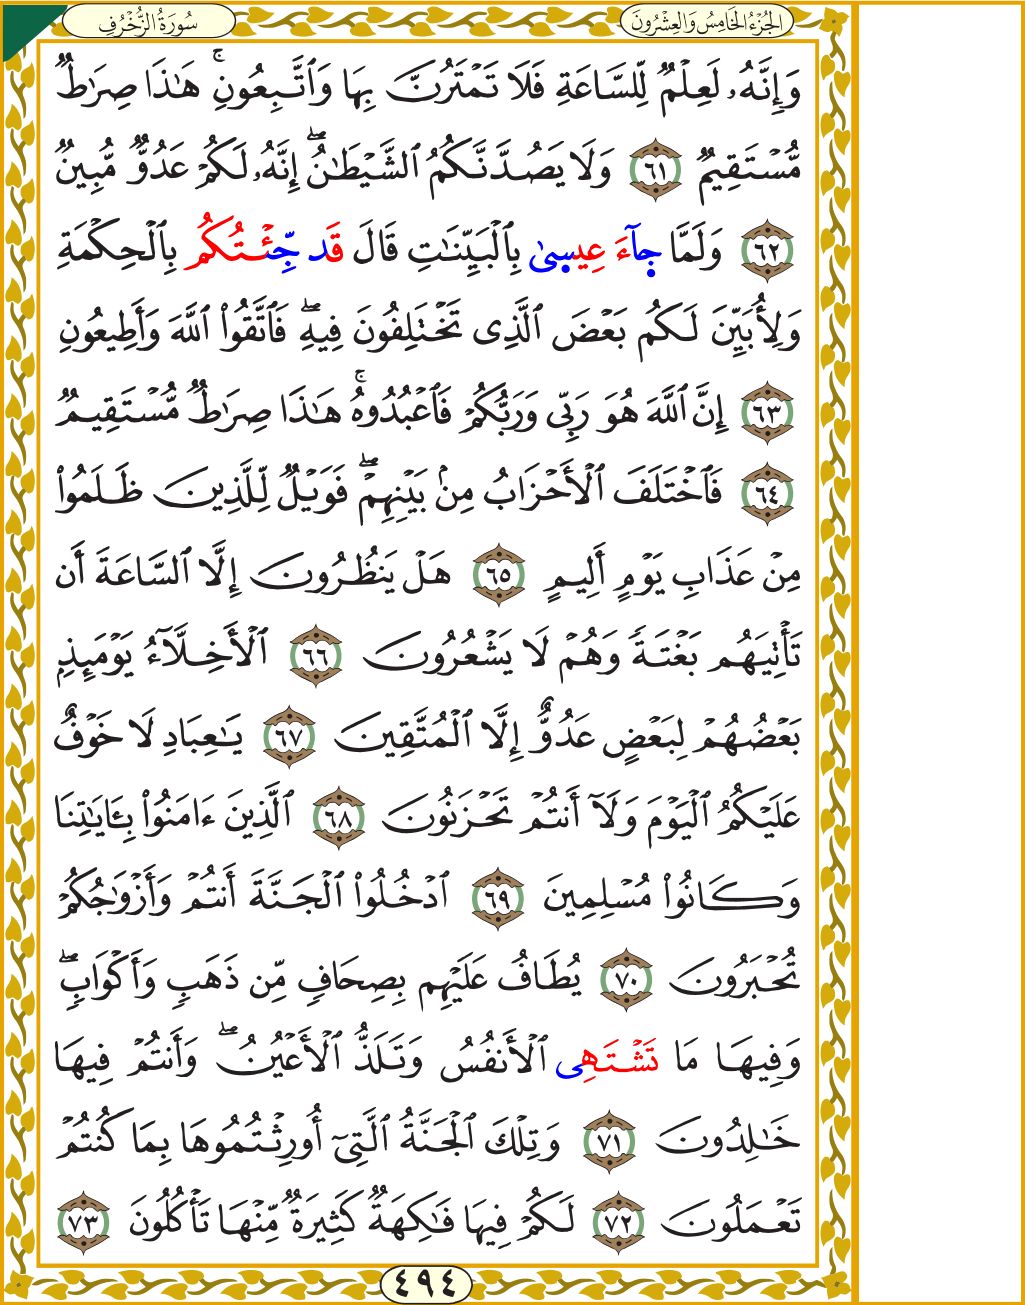 الجُزْءُ الخَامِسُ وَالعِشْرُونَ
سُورَةُ الزُّخْرُفِ
وَإِنَّهُۥ لَعِلْمٌ لِّلسَّاعَةِ فَلَا تَمْتَرُنَّ بِهَا وَٱتَّبِعُونِۚ هَٰذَا صِرَٰطٌ
مُّسْتَقِيمٌ ٦١ وَلَا يَصُدَّنَّكُمُ ٱلشَّيْطَٰنُۖ إِنَّهُۥ لَكُمْ عَدُوٌّ مُّبِينٌ
٦٢ وَلَمَّا جِآءَ عِيسِىٰ بِٱلْبَيِّنَٰتِ قَالَ قَد جِّئْتُكُم بِٱلْحِكْمَةِ
وَلِأُبَيِّنَ لَكُم بَعْضَ ٱلَّذِى تَخْتَلِفُونَ فِيهِۖ فَٱتَّقُوا۟ ٱللَّهَ وَأَطِيعُونِ
٦٣ إِنَّ ٱللَّهَ هُوَ رَبِّى وَرَبُّكُمْ فَٱعْبُدُوهُۚ هَٰذَا صِرَٰطٌ مُّسْتَقِيمٌ
٦٤ فَٱخْتَلَفَ ٱلْأَحْزَابُ مِنۢ بَيْنِهِمْۖ فَوَيْلٌ لِّلَّذِينَ ظَلَمُوا۟
مِنْ عَذَابِ يَوْمٍ أَلِيمٍ ٦٥ هَلْ يَنظُرُونَ إِلَّا ٱلسَّاعَةَ أَن
تَأْتِيَهُم بَغْتَةً وَهُمْ لَا يَشْعُرُونَ ٦٦ ٱلْأَخِلَّآءُ يَوْمَئِذٍۭ
بَعْضُهُمْ لِبَعْضٍ عَدُوٌّ إِلَّا ٱلْمُتَّقِينَ ٦٧ يَٰعِبَادِ لَا خَوْفٌ
عَلَيْكُمُ ٱلْيَوْمَ وَلَآ أَنتُمْ تَحْزَنُونَ ٦٨ ٱلَّذِينَ ءَامَنُوا۟ بِـَٔايَٰتِنَا
وَكَانُوا۟ مُسْلِمِينَ ٦٩ ٱدْخُلُوا۟ ٱلْجَنَّةَ أَنتُمْ وَأَزْوَٰجُكُمْ
تُحْبَرُونَ ٧٠ يُطَافُ عَلَيْهِم بِصِحَافٍ مِّن ذَهَبٍ وَأَكْوَابٍۖ
وَفِيهَا مَا تَشْتَهِى ٱلْأَنفُسُ وَتَلَذُّ ٱلْأَعْيُنُۖ وَأَنتُمْ فِيهَا
خَٰلِدُونَ ٧١ وَتِلْكَ ٱلْجَنَّةُ ٱلَّتِىٓ أُورِثْتُمُوهَا بِمَا كُنتُمْ
تَعْمَلُونَ ٧٢ لَكُمْ فِيهَا فَٰكِهَةٌ كَثِيرَةٌ مِّنْهَا تَأْكُلُونَ ٧٣
٤٩٤